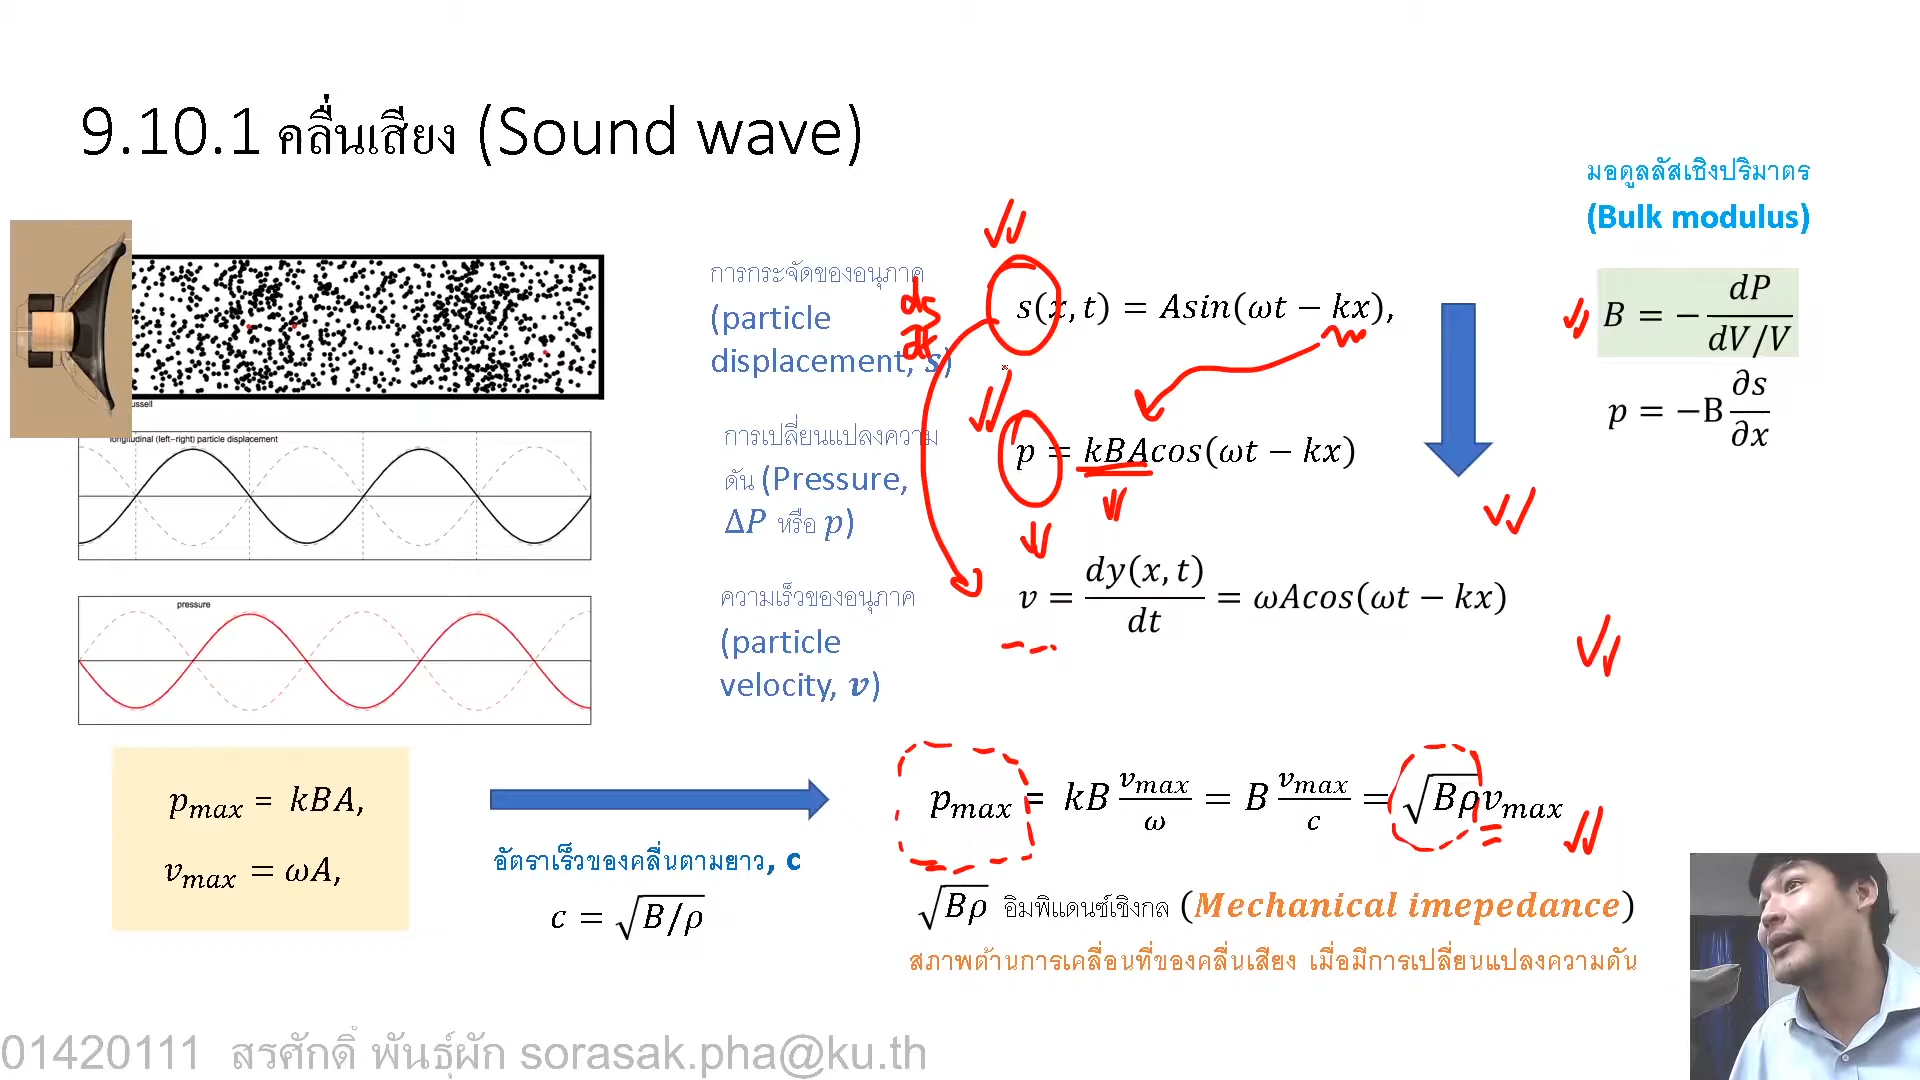 9.10.1 คลื่นเสียง (Sound wave)
มอดูลลัสเชิงปริมาตร
(Bulk modulus)
B = −dP/(dV/V)
p = −B ∂s/∂x
การกระจัดของอนุภาค
(particle
displacement, s)
ds/dt
s(x, t) = Asin(ωt − kx),
ussell
longitudinal (left-right) particle displacement
การเปลี่ยนแปลงความ
ดัน (Pressure,
ΔP หรือ p)
p = kBAcos(ωt − kx)
pressure
ความเร็วของอนุภาค
(particle
velocity, v)
v = dy(x, t)/dt = ωAcos(ωt − kx)
p_max = kBA,
v_max = ωA,
อัตราเร็วของคลื่นตามยาว, c
c = √(B/ρ)
p_max = kB v_max/ω = B v_max/c = √(Bρ) v_max
√(Bρ) อิมพิแดนซ์เชิงกล (Mechanical imepedance)
สภาพต้านการเคลื่อนที่ของคลื่นเสียง เมื่อมีการเปลี่ยนแปลงความดัน
01420111 สรศักดิ์ พันธุ์ผัก sorasak.pha@ku.th